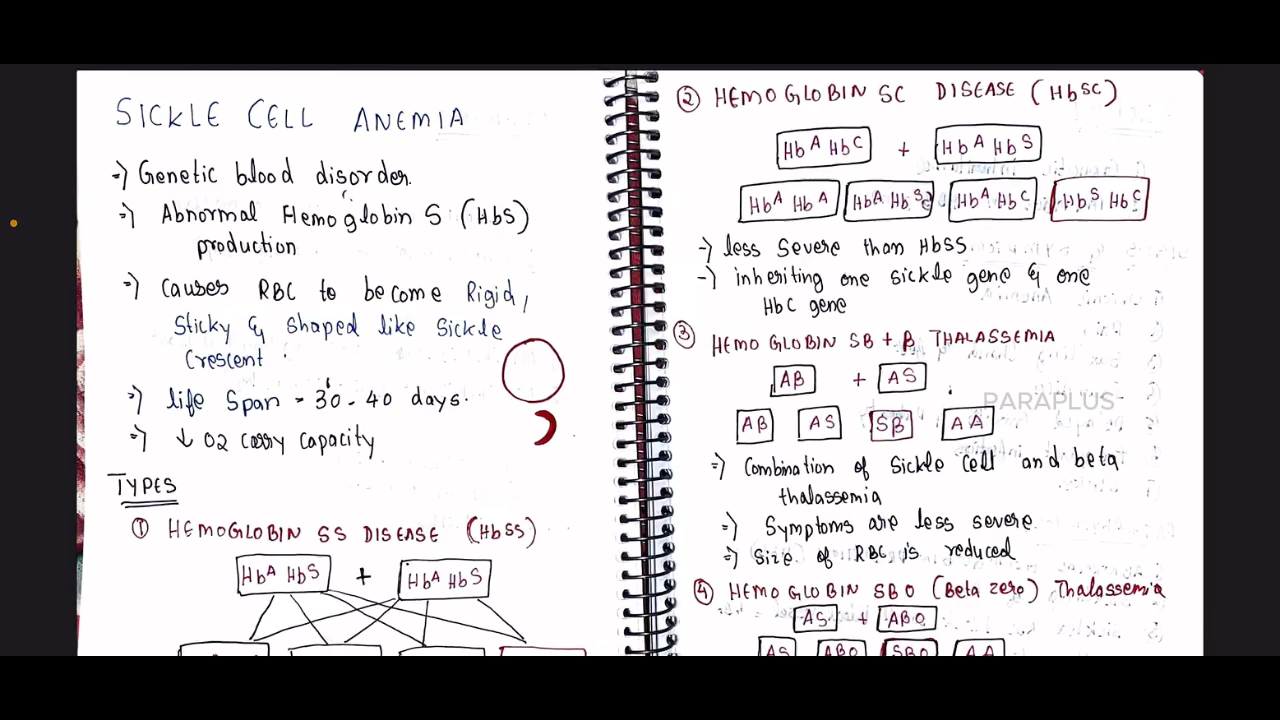 SICKLE CELL ANEMIA
⇒ Genetic blood disorder.
⇒ Abnormal Hemoglobin S (HbS)
production
⇒ Causes RBC to become Rigid,
Sticky & shaped like Sickle
Crescent.
⇒ life Span - 30 - 40 days.
⇒ ↓ O2 carry capacity
TYPES
① HEMOGLOBIN SS DISEASE (HbSS)
HbA HbS + HbA HbS
② HEMOGLOBIN SC DISEASE (HbSC)
HbA HbC + HbA HbS
HbA HbA HbA HbS HbA HbC HbS HbC
→ less Severe than HbSS
→ inheriting one sickle gene & one
HbC gene
③ HEMOGLOBIN SB + β THALASSEMIA
AB + AS
PARAPLUS
AB AS SB AA
⇒ Combination of Sickle Cell and beta
thalassemia
⇒ Symptoms are less severe.
⇒ Size of RBC is reduced
④ HEMOGLOBIN SBO (Beta zero) Thalassemia
AS + ABO
AS ABO SBO AA